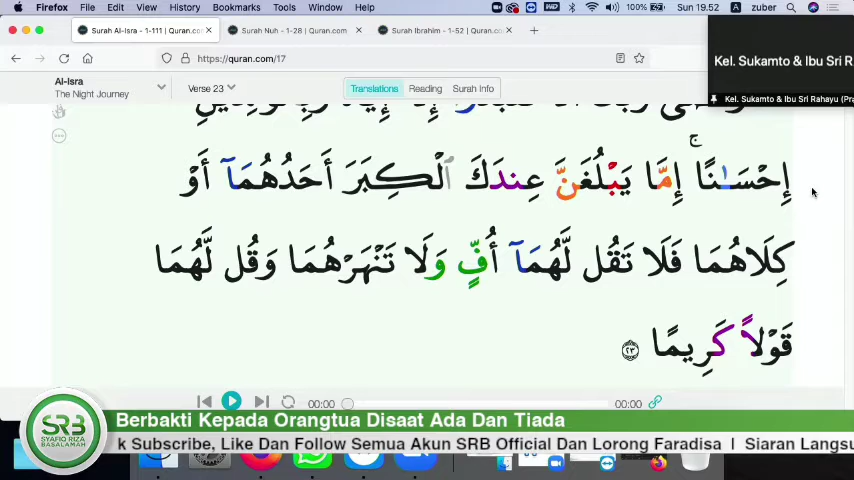 Firefox File Edit View History Bookmarks Tools Window Help 100% Sun 19.52 A zuber
Surah Al-Isra - 1-111 | Quran.co
Surah Nuh - 1-28 | Quran.com
Surah Ibrahim - 1-52 | Quran.co
https://quran.com/17
Kel. Sukamto & Ibu Sri R
Kel. Sukamto & Ibu Sri Rahayu (Pra
Al-Isra
The Night Journey
Verse 23
Translations Reading Surah Info
إِحْسَـٰنًا ۚ إِمَّا يَبْلُغَنَّ عِندَكَ ٱلْكِبَرَ أَحَدُهُمَآ أَوْ
كِلَاهُمَا فَلَا تَقُل لَّهُمَآ أُفٍّ وَلَا تَنْهَرْهُمَا وَقُل لَّهُمَا
قَوْلًا كَرِيمًا ٢٣
00:00 00:00
SRB
SYAFIQ RIZA
BASALAMAH
Berbakti Kepada Orangtua Disaat Ada Dan Tiada
k Subscribe, Like Dan Follow Semua Akun SRB Official Dan Lorong Faradisa | Siaran Langsu